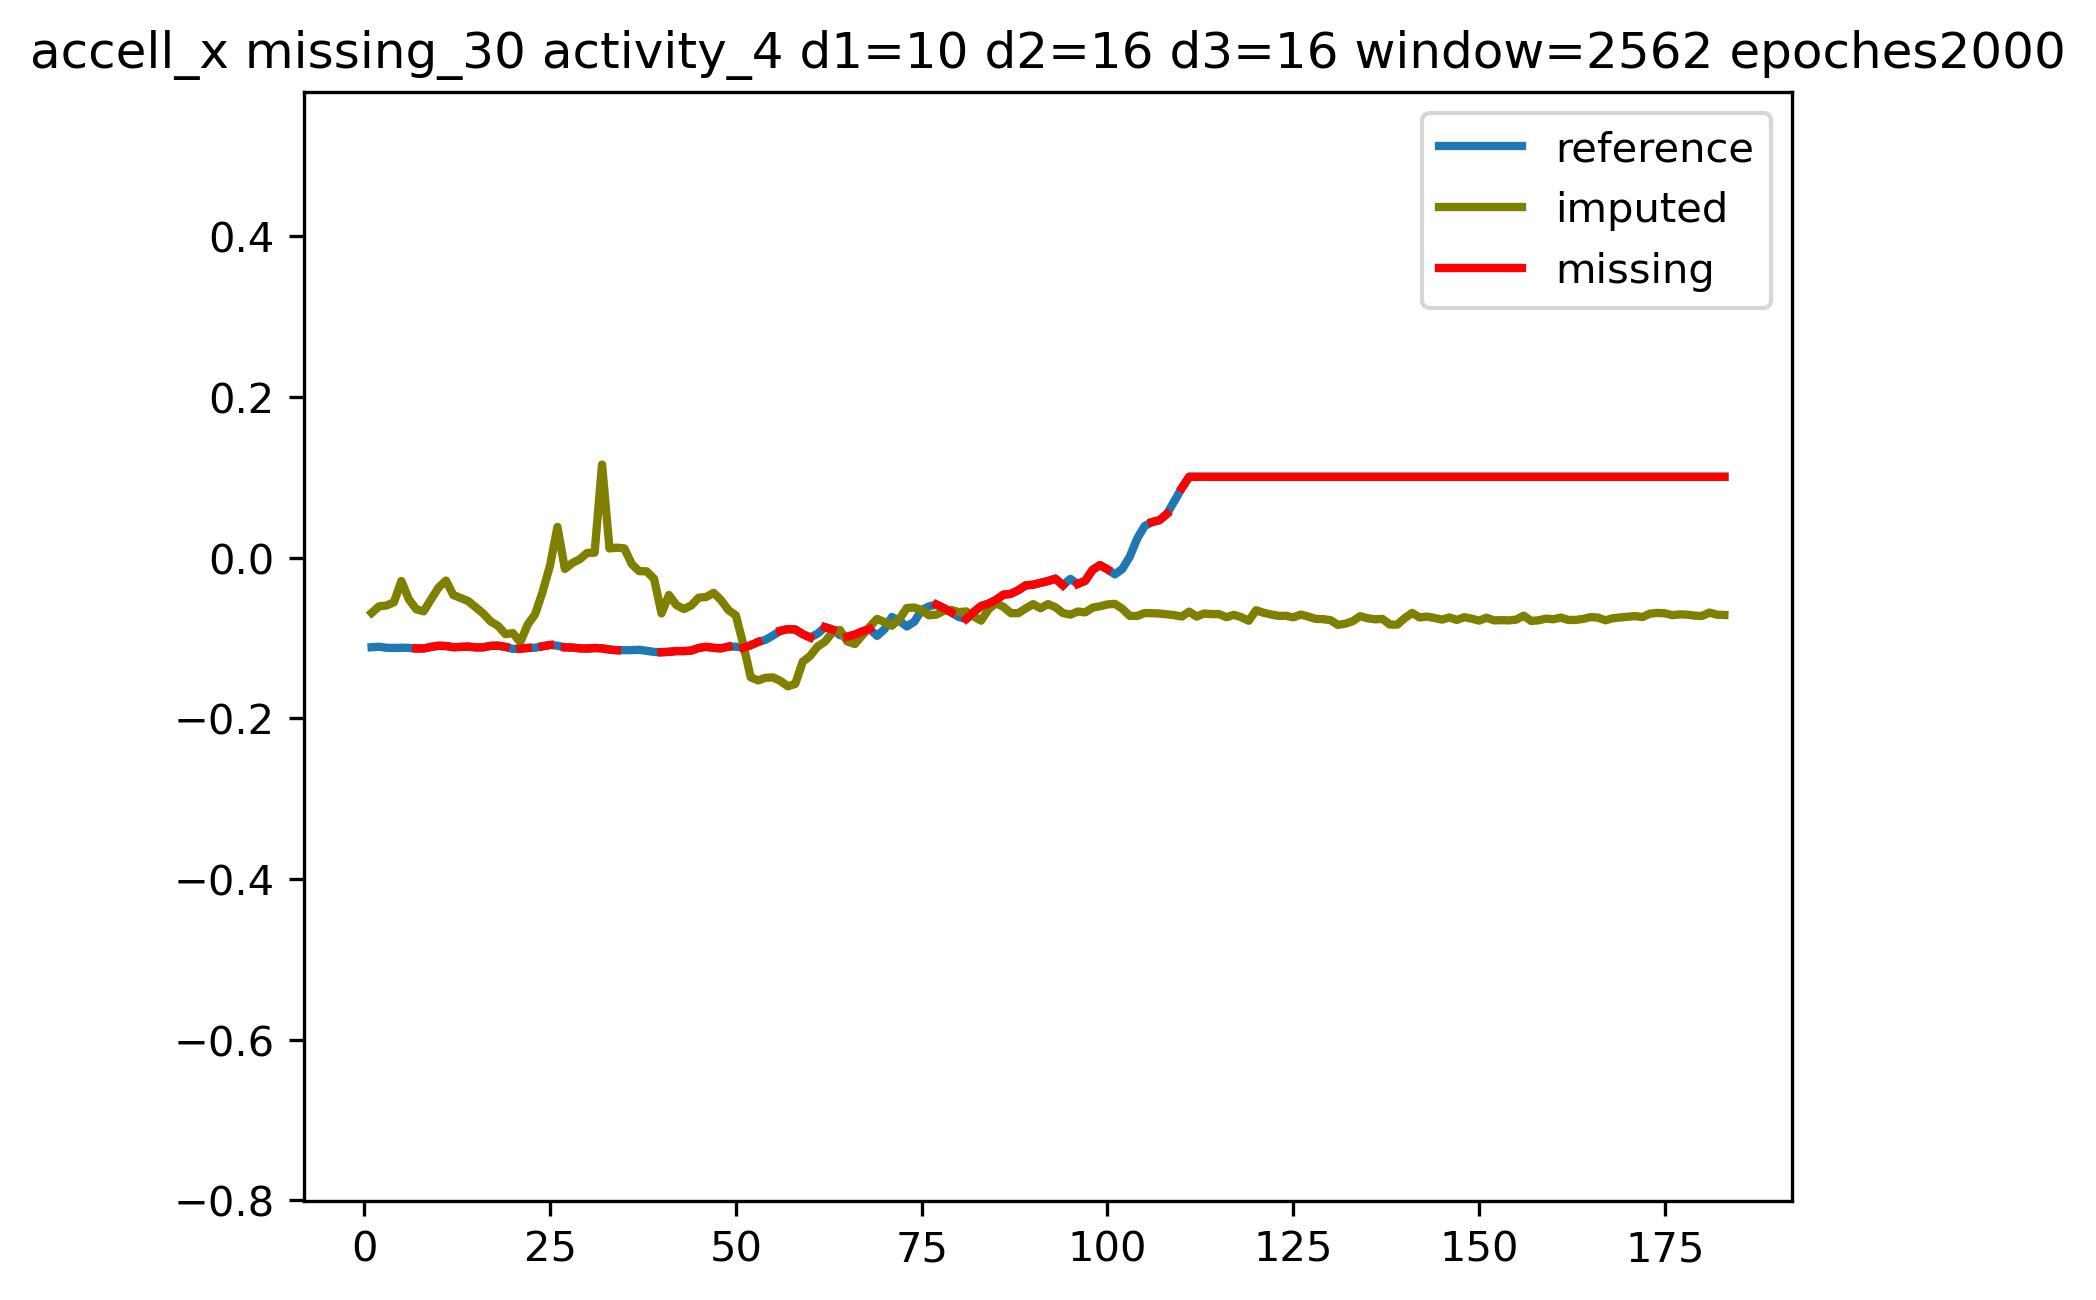 accell_x missing_30 activity_4 d1=10 d2=16 d3=16 window=2562 epoches2000
reference
imputed
missing
0.4
0.2
0.0
−0.2
−0.4
−0.6
−0.8
0 25 50 75 100 125 150 175